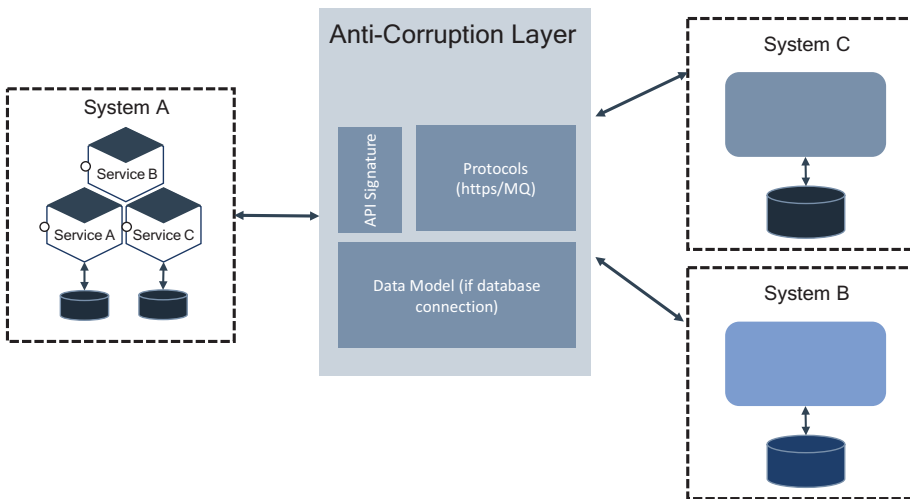 Anti-Corruption Layer
System A
Service B
Service A
Service C
API Signature
Protocols
(https/MQ)
Data Model (if database
connection)
System C
System B